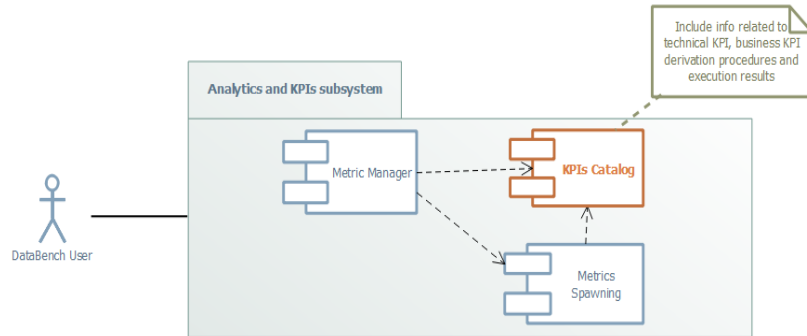 Include info related to
technical KPI, business KPI
derivation procedures and
execution results
Analytics and KPIs subsystem
Metric Manager
KPIs Catalog
DataBench User
Metrics
Spawning